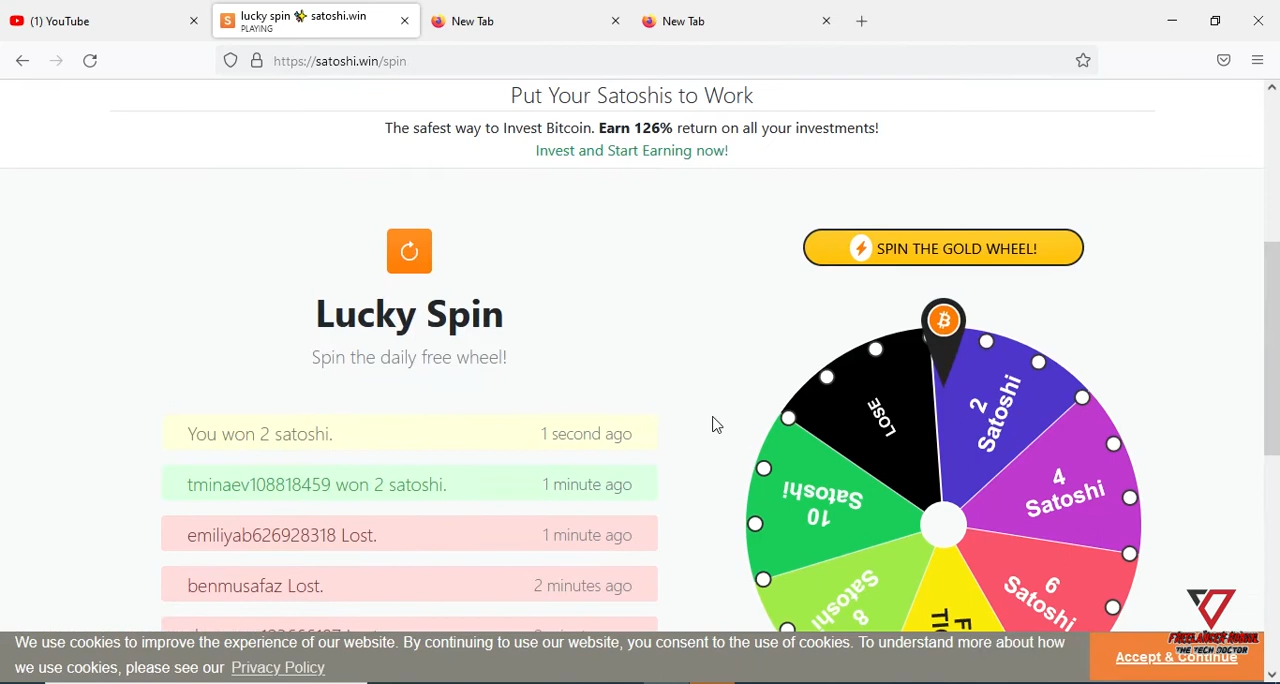 (1) YouTube
lucky spin ✨ satoshi.win
PLAYING
New Tab
New Tab
https://satoshi.win/spin
Put Your Satoshis to Work
The safest way to Invest Bitcoin. Earn 126% return on all your investments!
Invest and Start Earning now!
SPIN THE GOLD WHEEL!
Lucky Spin
Spin the daily free wheel!
You won 2 satoshi. 1 second ago
tminaev108818459 won 2 satoshi. 1 minute ago
emiliyab626928318 Lost. 1 minute ago
benmusafaz Lost. 2 minutes ago
LOSE
2
Satoshi
4
Satoshi
6
Satoshi
8
Satoshi
10
Satoshi
We use cookies to improve the experience of our website. By continuing to use our website, you consent to the use of cookies. To understand more about how
we use cookies, please see our Privacy Policy
Accept & Continue
THE TECH DOCTOR